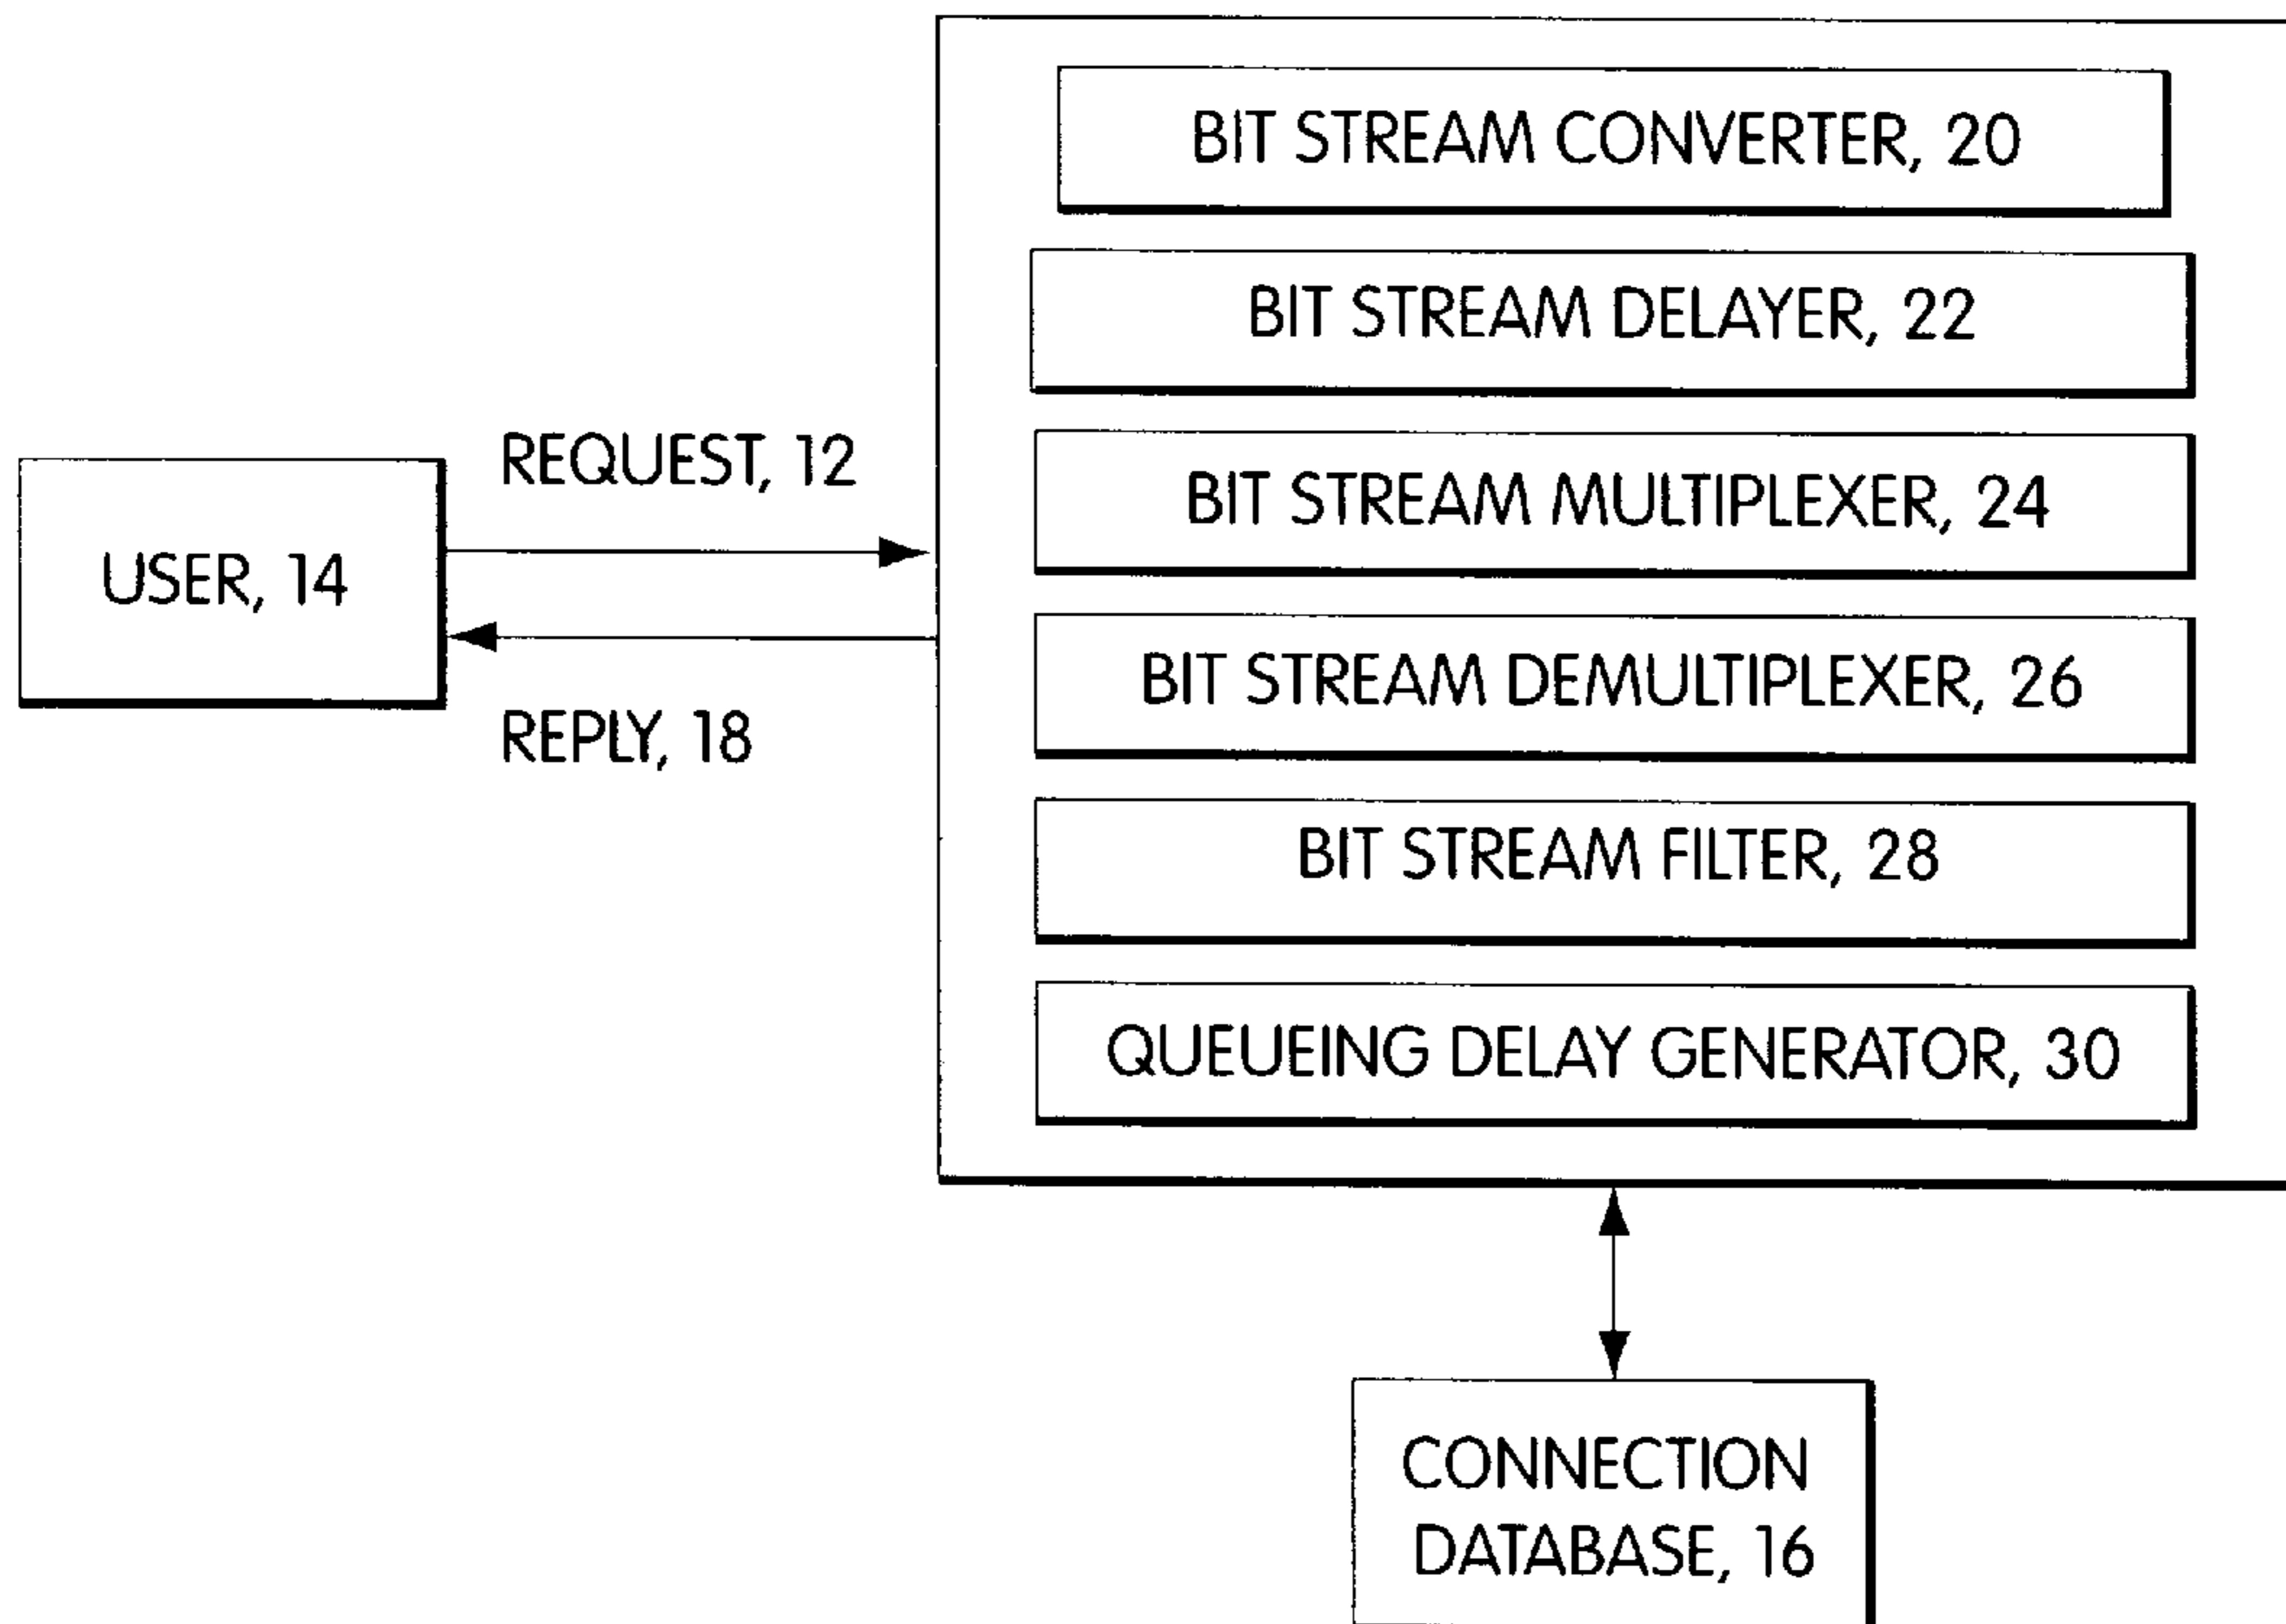 BIT STREAM CONVERTER, 20
BIT STREAM DELAYER, 22
REQUEST, 12
BIT STREAM MULTIPLEXER, 24
USER, 14
BIT STREAM DEMULTIPLEXER, 26
REPLY, 18
BIT STREAM FILTER, 28
QUEUEING DELAY GENERATOR, 30
CONNECTION
DATABASE, 16